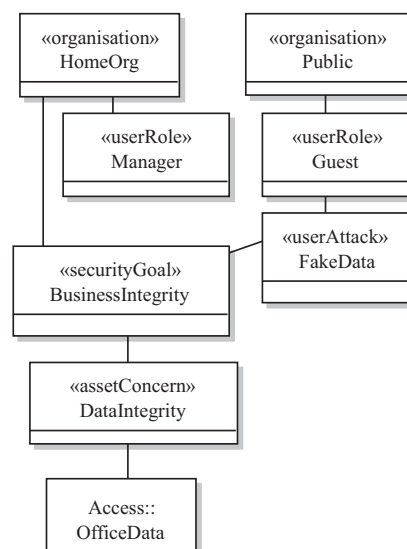 «organisation»
HomeOrg
«organisation»
Public
«userRole»
Manager
«userRole»
Guest
«userAttack»
FakeData
«securityGoal»
BusinessIntegrity
«assetConcern»
DataIntegrity
Access::
OfficeData